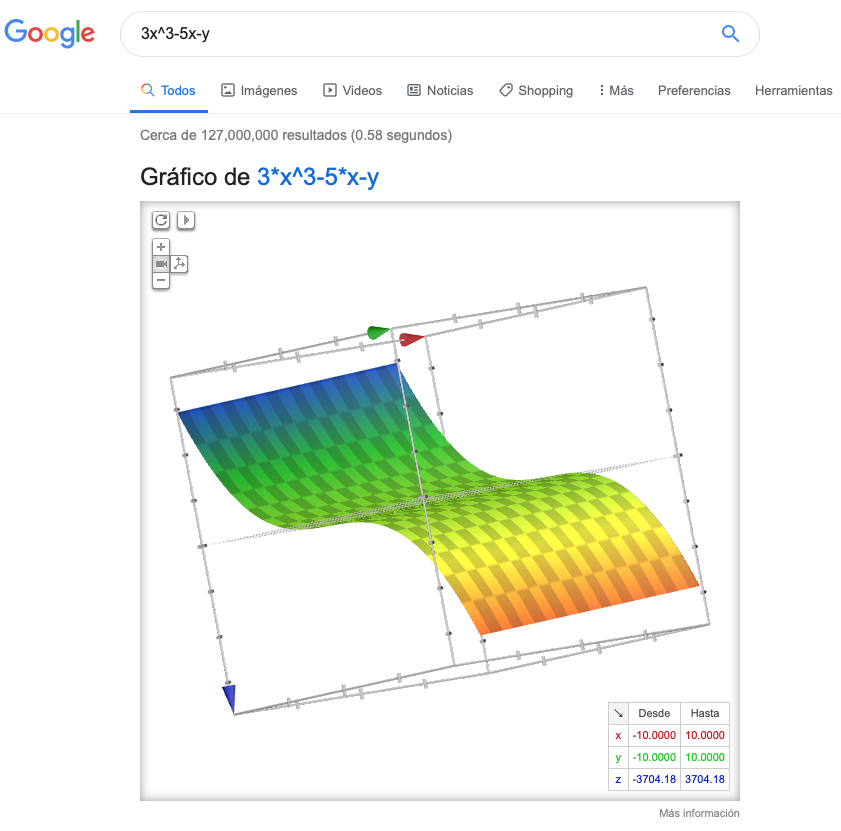 Google
3x^3-5x-y
Todos Imágenes Videos Noticias Shopping Más Preferencias Herramientas
Cerca de 127,000,000 resultados (0.58 segundos)
Gráfico de 3*x^3-5*x-y
Desde Hasta
x -10.0000 10.0000
y -10.0000 10.0000
z -3704.18 3704.18
Más información